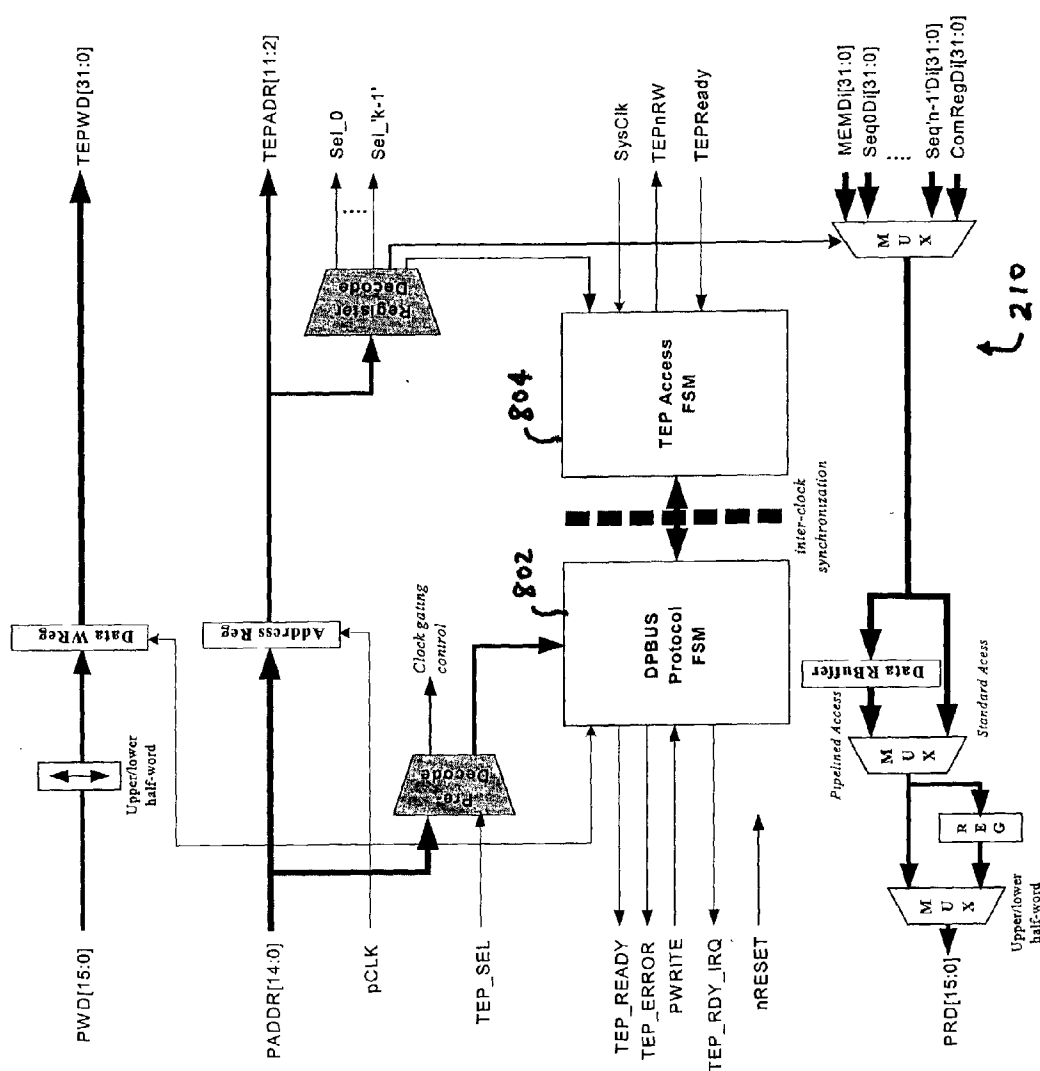 PWD[15:0]
Upper/lower
half-word
Data WReg
TEPWD[31:0]
PADDR[14:0]
Address Reg
TEPADR[11:2]
pCLK
TEP_SEL
Pre-
Decode
Clock gating
control
Register
Decode
Sel_0
.....
Sel_'k-1'
TEP_READY
TEP_ERROR
PWRITE
TEP_RDY_IRQ
nRESET
802
DPBUS
Protocol
FSM
inter-clock
synchronization
804
TEP Access
FSM
SysClk
TEPnRW
TEPReady
PRD[15:0]
MUX
Upper/lower
half-word
REG
MUX
Pipelined Access
Data RBuffer
Standard Acess
MUX
MEMDi[31:0]
Seq0Di[31:0]
.....
Seq'n-1'Di[31:0]
ComRegDi[31:0]
210